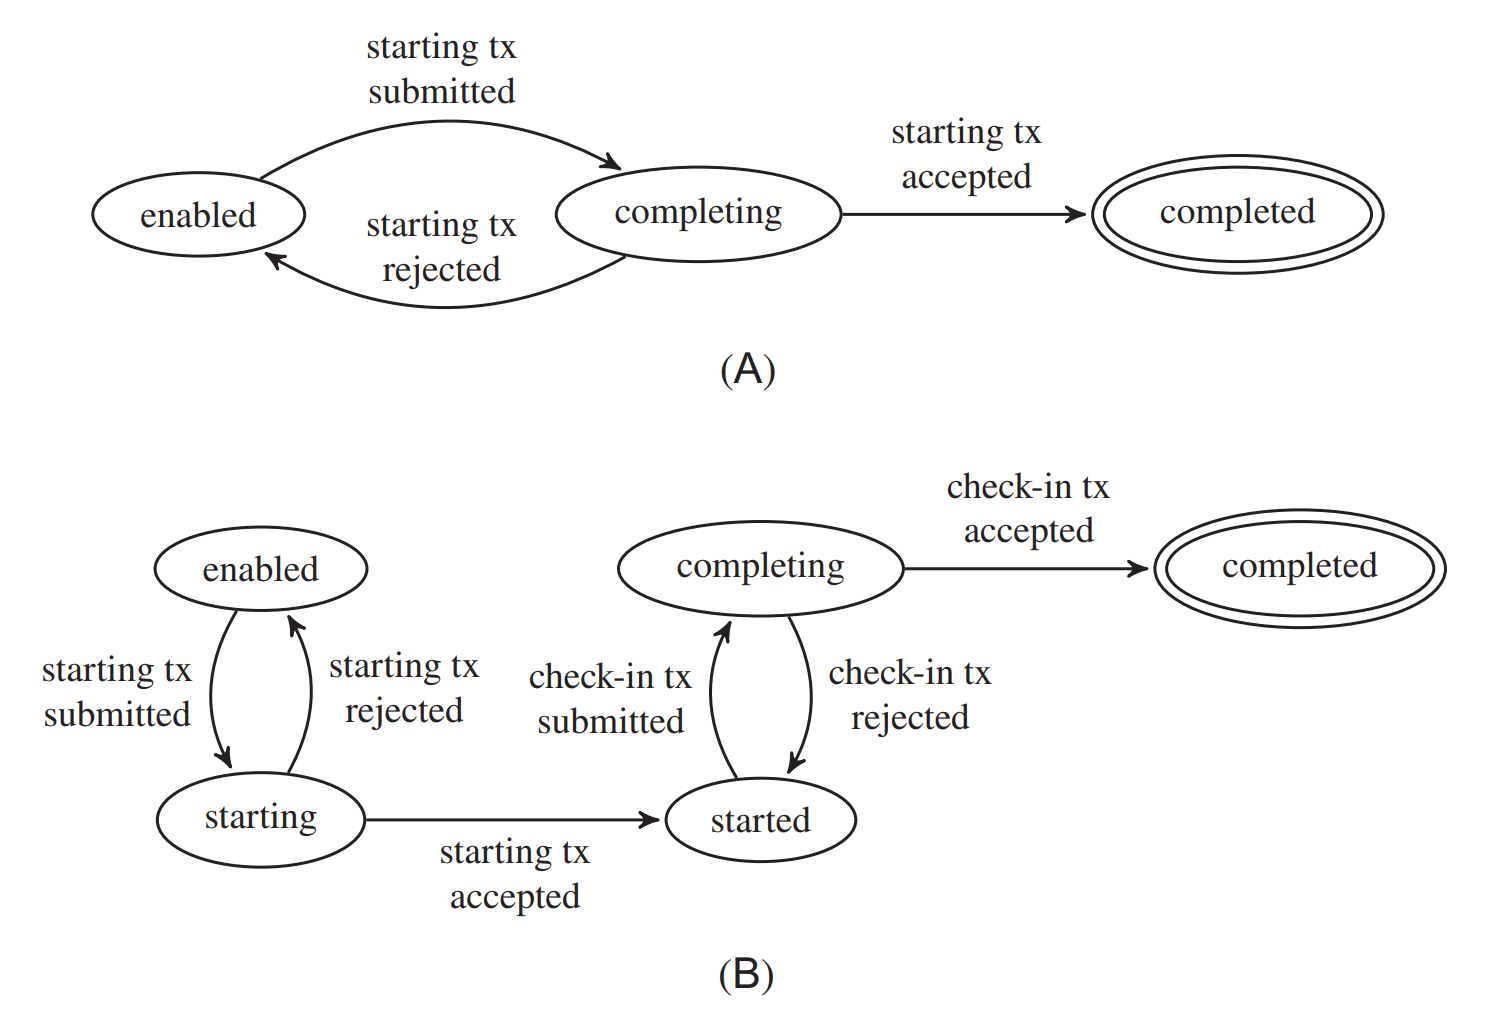 starting tx
submitted
starting tx
accepted
enabled
completing
completed
starting tx
rejected
(A)
check-in tx
accepted
enabled
completing
completed
starting tx
submitted
starting tx
rejected
check-in tx
submitted
check-in tx
rejected
starting
started
starting tx
accepted
(B)